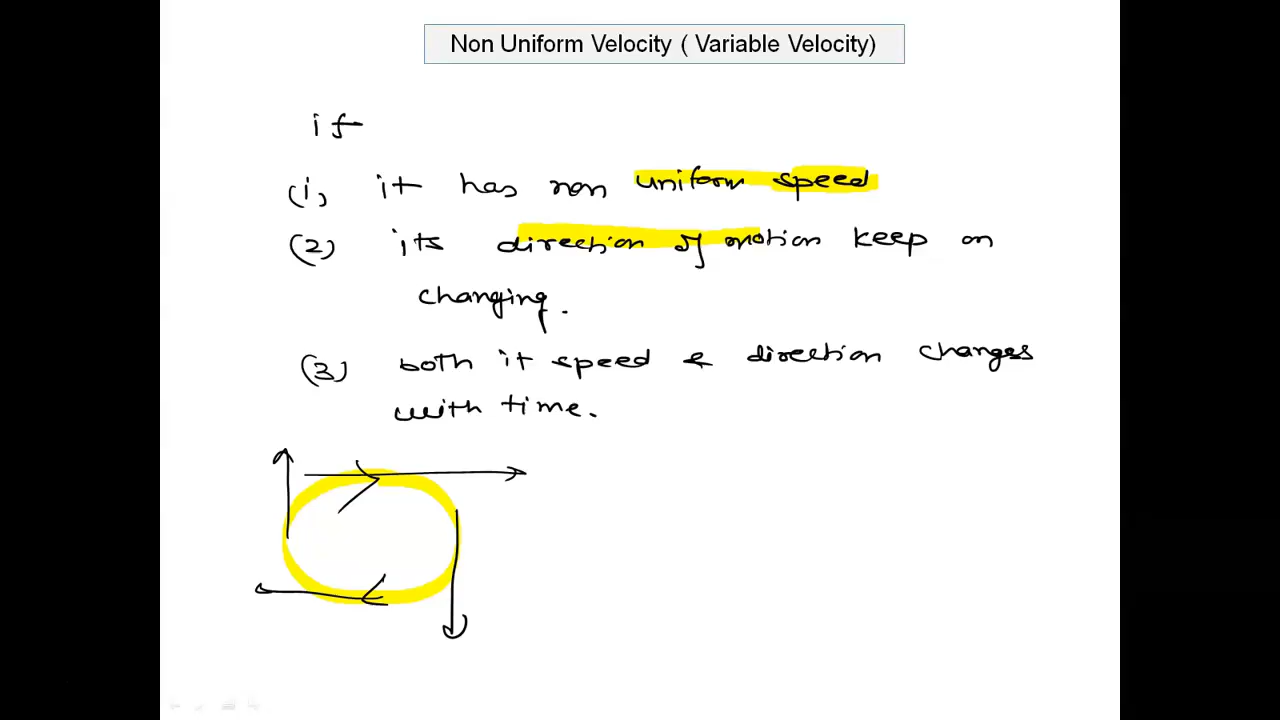 Non Uniform Velocity ( Variable Velocity)
if
(1) it has non uniform speed
(2) its direction of motion keep on
changing.
(3) both it speed & direction changes
with time.